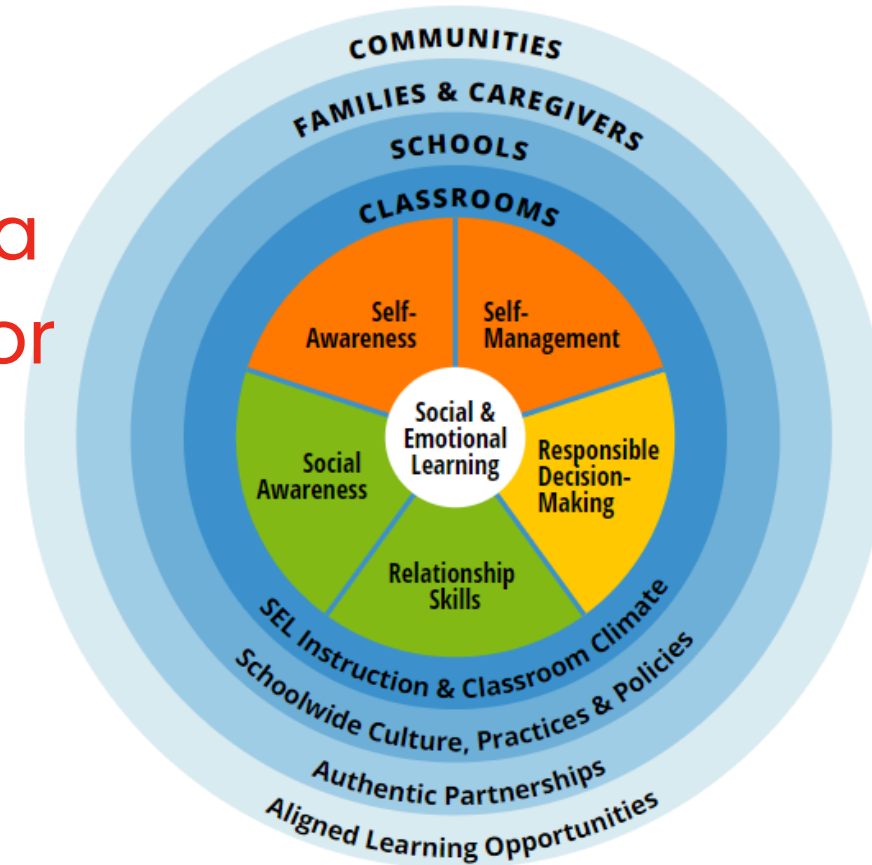 COMMUNITIES
FAMILIES & CAREGIVERS
SCHOOLS
CLASSROOMS
a
or
Self-
Awareness
Self-
Management
Social &
Emotional
Learning
Social
Awareness
Responsible
Decision-
Making
Relationship
Skills
SEL Instruction & Classroom Climate
Schoolwide Culture, Practices & Policies
Authentic Partnerships
Aligned Learning Opportunities